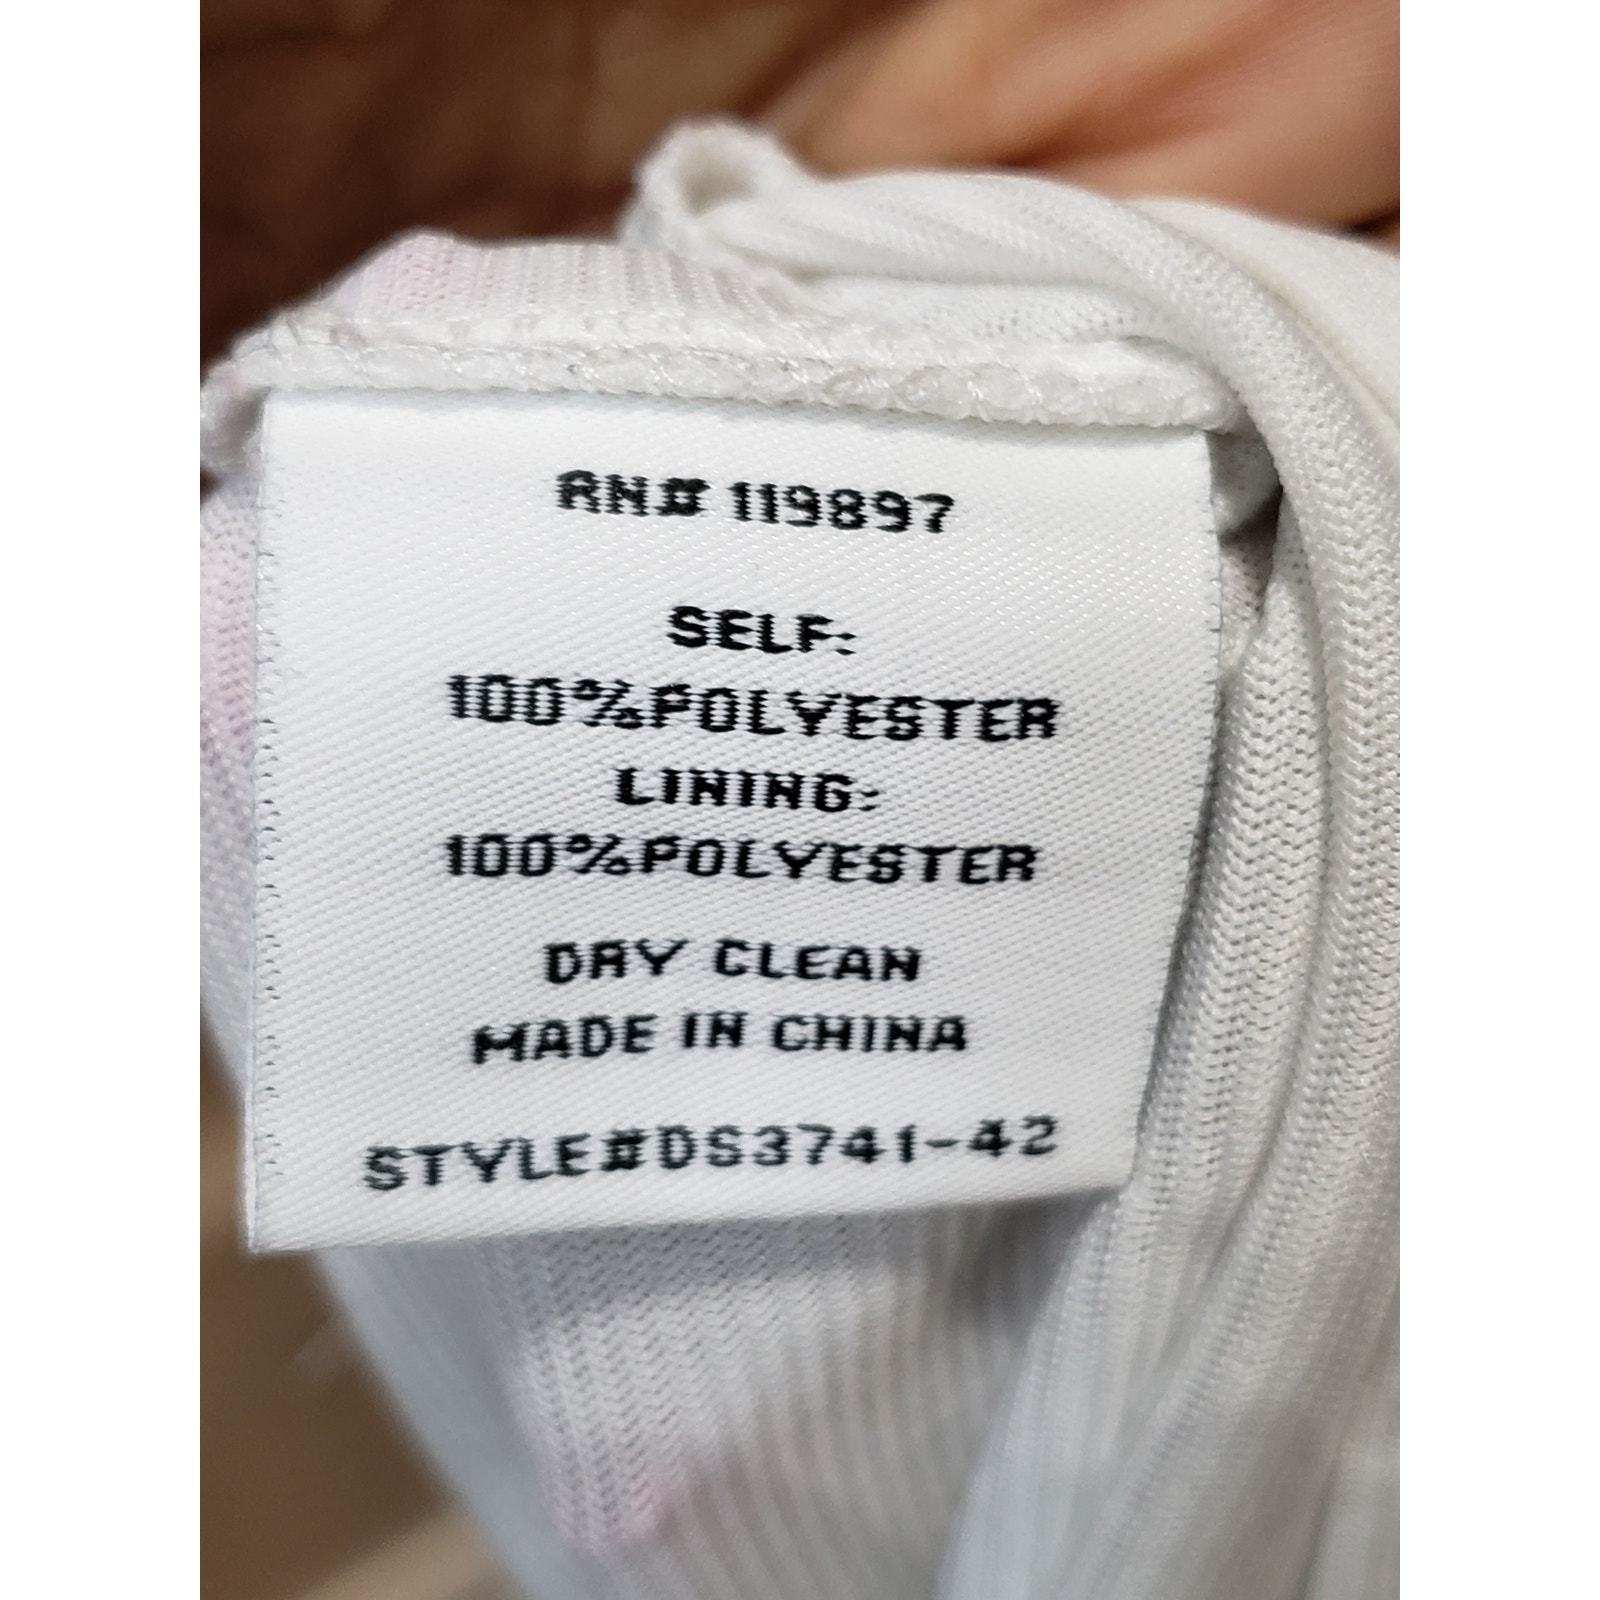 RN# 119897
SELF:
100%POLYESTER
LINING:
100%POLYESTER
DRY CLEAN
MADE IN CHINA
STYLE#DS3741-42